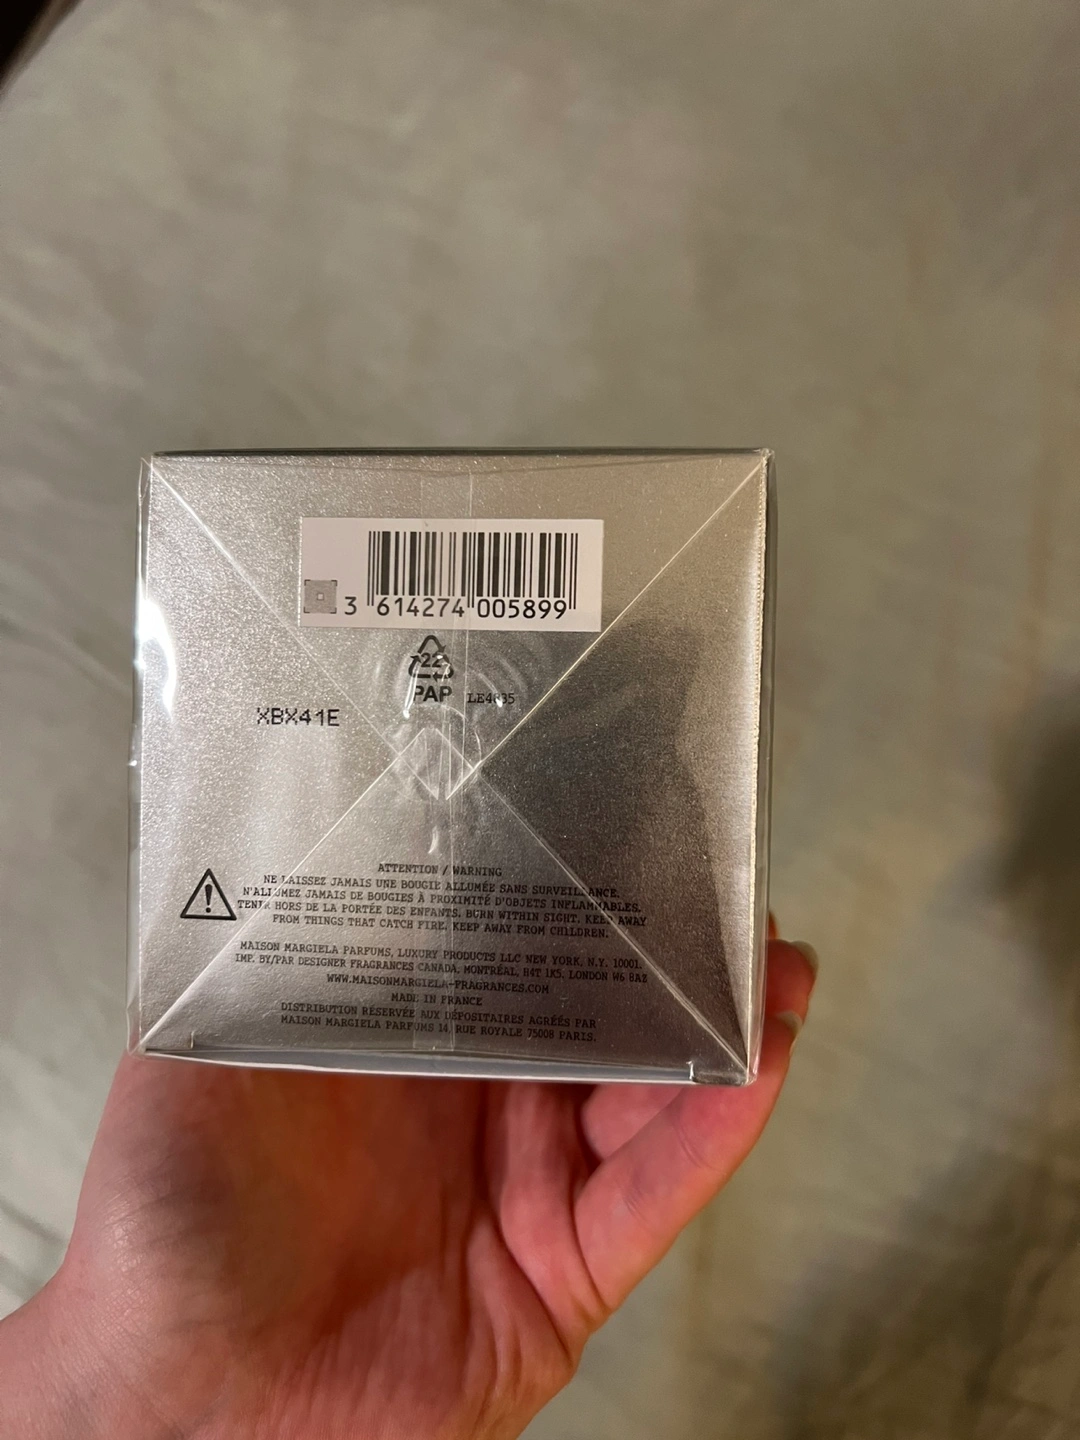 3 614274 005899
22
PAP
XBX41E
ATTENTION / WARNING
NE LAISSEZ JAMAIS UNE BOUGIE ALLUMÉE SANS SURVEILLANCE.
N'ALLUMEZ JAMAIS DE BOUGIES À PROXIMITÉ D'OBJETS INFLAMMABLES.
TENIR HORS DE LA PORTÉE DES ENFANTS. BURN WITHIN SIGHT. KEEP AWAY
FROM THINGS THAT CATCH FIRE. KEEP AWAY FROM CHILDREN.
MAISON MARGIELA PARFUMS, LUXURY PRODUCTS LLC NEW YORK, N.Y. 10001.
IMP. BY/PAR DESIGNER FRAGRANCES CANADA, MONTRÉAL, H4T 1K5. LONDON W6 8AZ
WWW.MAISONMARGIELA-FRAGRANCES.COM
MADE IN FRANCE
DISTRIBUTION RÉSERVÉE AUX DÉPOSITAIRES AGRÉÉS PAR
MAISON MARGIELA PARFUMS 14, RUE ROYALE 75008 PARIS.